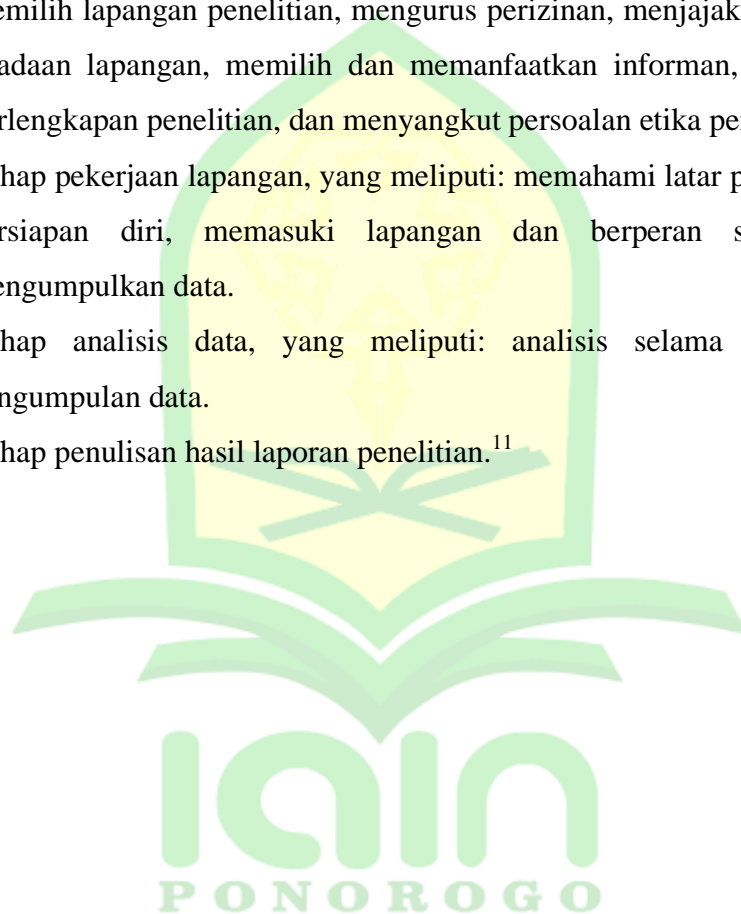 emilih lapangan penelitian, mengurus perizinan, menjajak
adaan lapangan, memilih dan memanfaatkan informan,
rlengkapan penelitian, dan menyangkut persoalan etika pe
hap pekerjaan lapangan, yang meliputi: memahami latar p
rsiapan diri, memasuki lapangan dan berperan s
engumpulkan data.
hap analisis data, yang meliputi: analisis selama
ngumpulan data.
hap penulisan hasil laporan penelitian.11
iain
PONOROGO